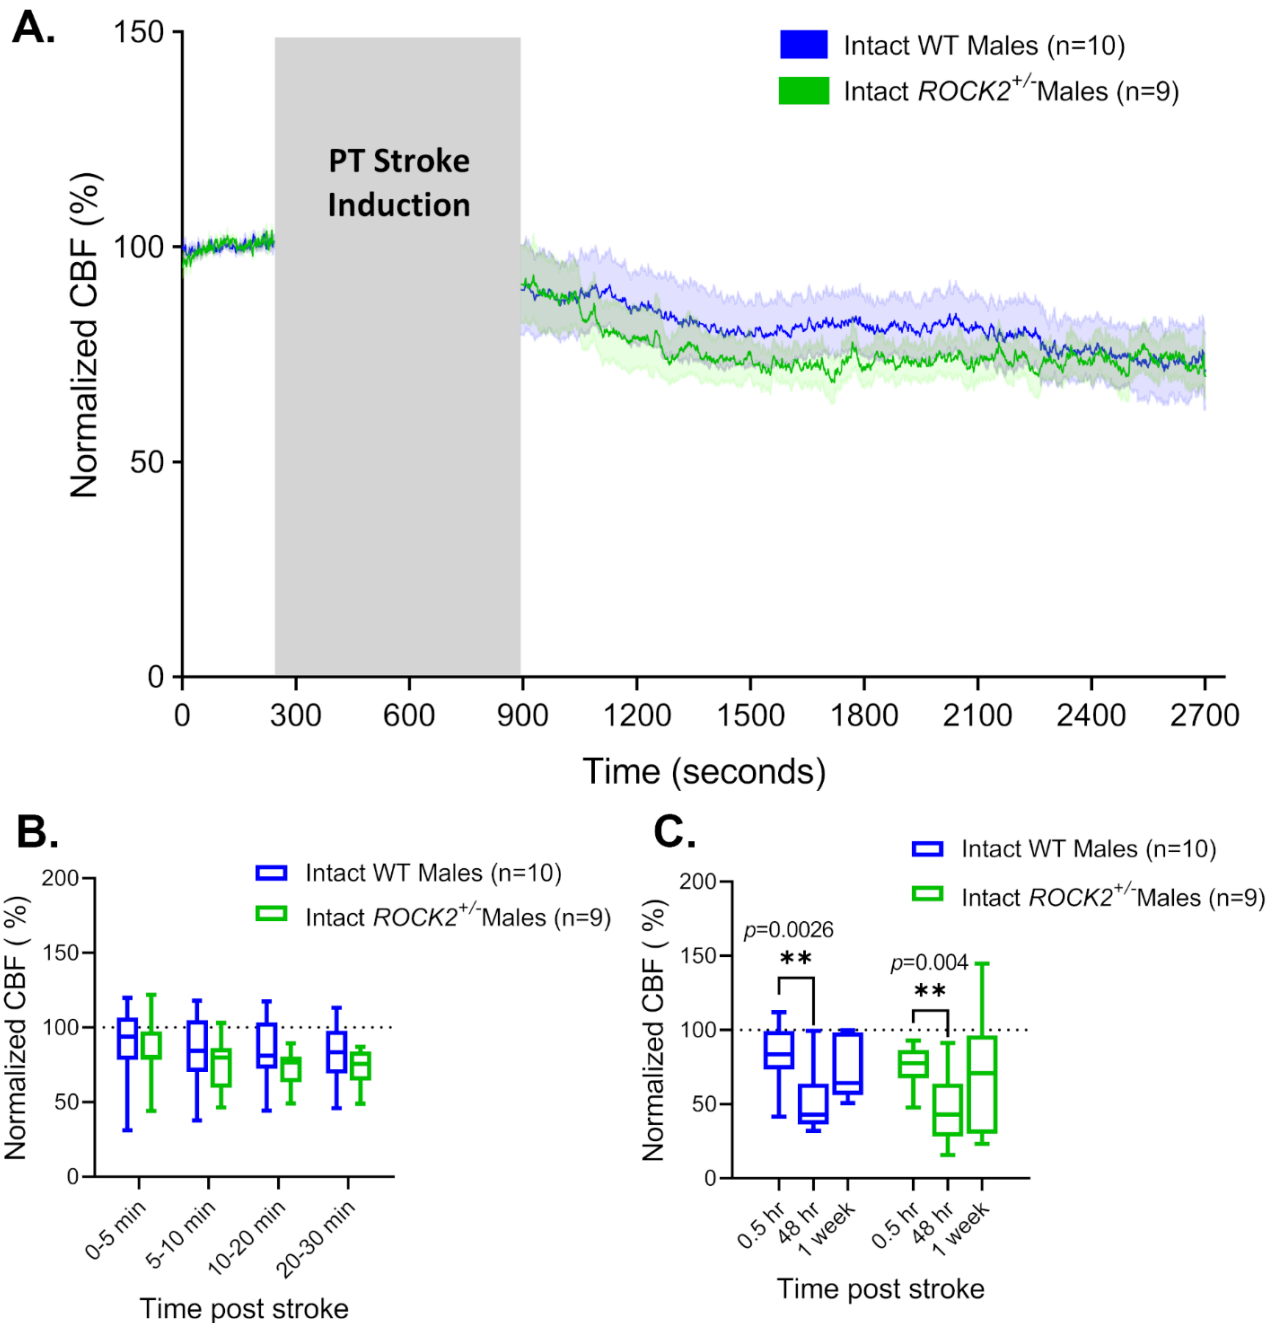 A.
150
100
50
0
Normalized CBF (%)
Intact WT Males (n=10)
Intact ROCK2+/-Males (n=9)
PT Stroke
Induction
0 300 600 900 1200 1500 1800 2100 2400 2700
Time (seconds)
B.
200
150
100
50
0
Normalized CBF ( %)
Intact WT Males (n=10)
Intact ROCK2+/-Males (n=9)
0-5 min 5-10 min 10-20 min 20-30 min
Time post stroke
C.
200
150
100
50
0
Normalized CBF ( %)
Intact WT Males (n=10)
Intact ROCK2+/-Males (n=9)
p=0.0026
**
p=0.004
**
0.5 hr 48 hr 1 week 0.5 hr 48 hr 1 week
Time post stroke